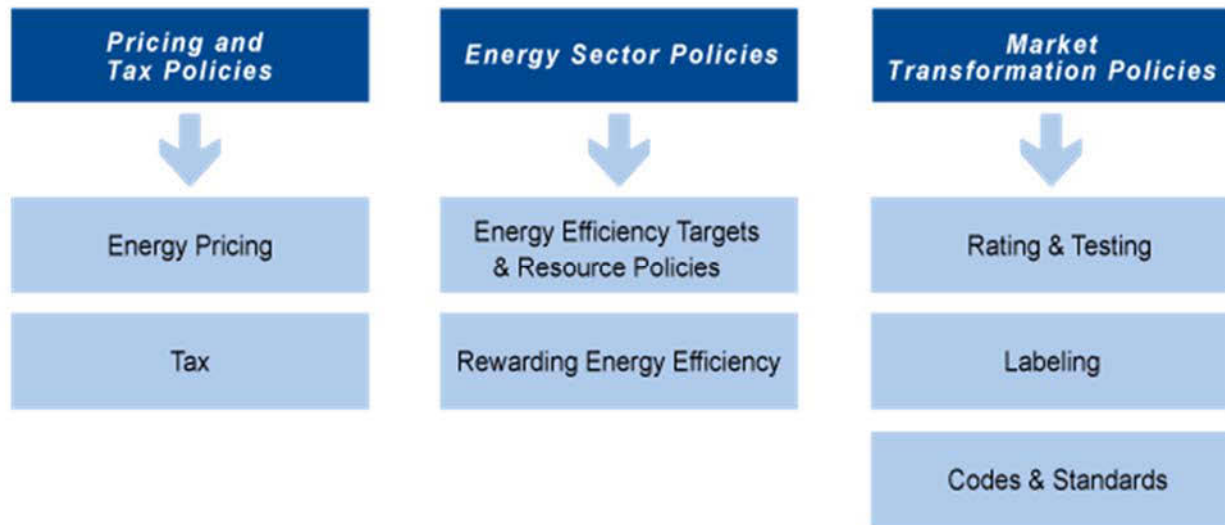 Pricing and
Tax Policies
Energy Pricing
Tax
Energy Sector Policies
Energy Efficiency Targets
& Resource Policies
Rewarding Energy Efficiency
Market
Transformation Policies
Rating & Testing
Labeling
Codes & Standards